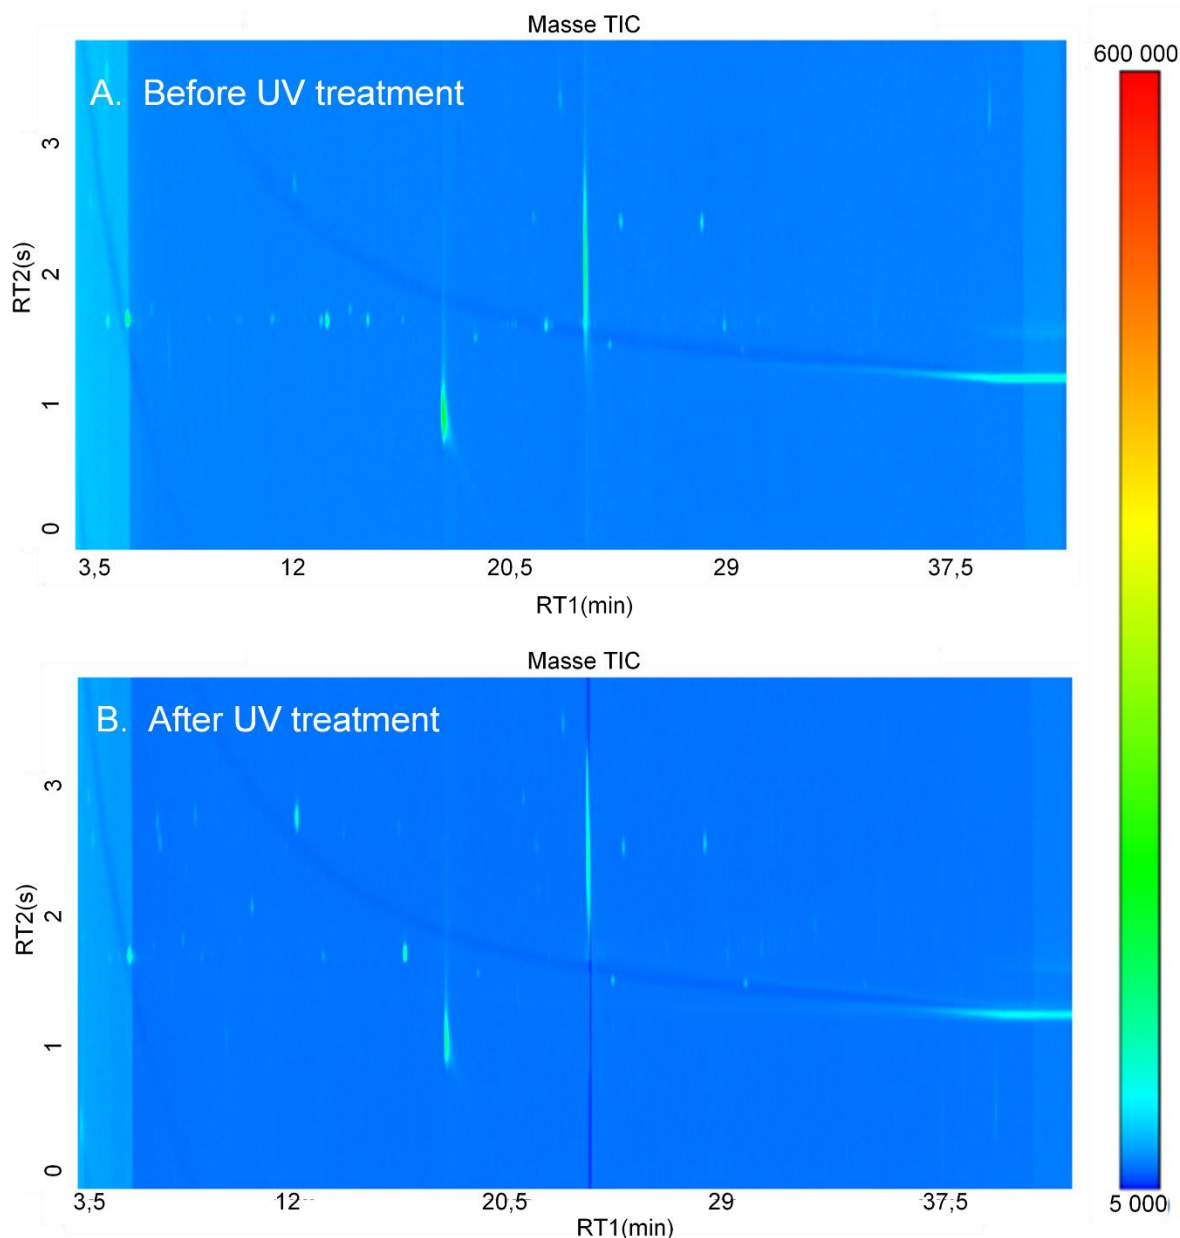 Masse TIC
600 000
A. Before UV treatment
3
2
1
0
RT2(s)
3,5 12 20,5 29 37,5
RT1(min)
Masse TIC
B. After UV treatment
3
2
1
0
RT2(s)
3,5 12 20,5 29 37,5
5 000
RT1(min)